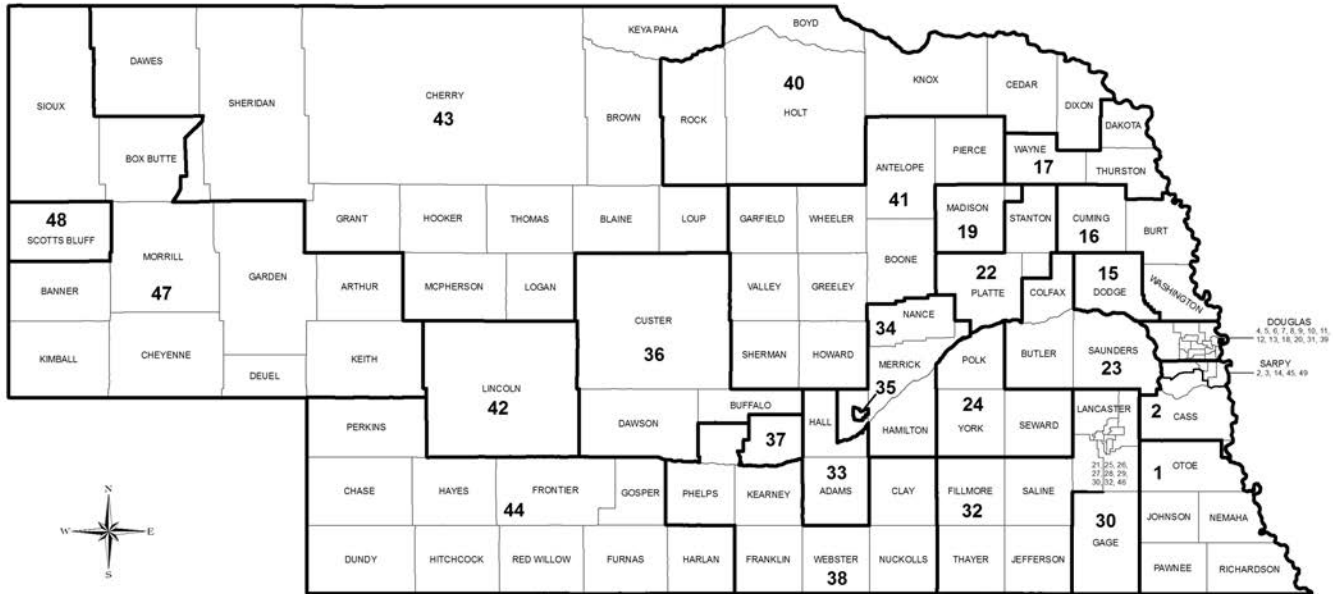 BOYD
KEYA PAHA
DAWES
SIOUX
SHERIDAN
CHERRY
43
BROWN
ROCK
40
HOLT
KNOX
CEDAR
DIXON
DAKOTA
BOX BUTTE
ANTELOPE
41
PIERCE
WAYNE
17
THURSTON
48
SCOTTS BLUFF
MORRILL
47
GARDEN
GRANT
HOOKER
THOMAS
BLAINE
LOUP
GARFIELD
WHEELER
MADISON
19
STANTON
CUMING
16
BURT
BANNER
ARTHUR
MCPHERSON
LOGAN
CUSTER
36
VALLEY
GREELEY
BOONE
22
PLATTE
COLFAX
15
DODGE
WASHINGTON
KIMBALL
CHEYENNE
DEUEL
KEITH
LINCOLN
42
SHERMAN
HOWARD
NANCE
34
MERRICK
35
POLK
BUTLER
SAUNDERS
23
DOUGLAS
4, 5, 6, 7, 8, 9, 10, 11,
12, 13, 18, 20, 31, 39
SARPY
2, 3, 14, 45, 49
PERKINS
DAWSON
BUFFALO
37
HALL
HAMILTON
24
YORK
SEWARD
LANCASTER
21, 25, 26,
27, 28, 29,
30, 32, 46
2
CASS
1
OTOE
CHASE
HAYES
FRONTIER
44
GOSPER
PHELPS
KEARNEY
33
ADAMS
CLAY
FILLMORE
32
SALINE
30
GAGE
JOHNSON
NEMAHA
DUNDY
HITCHCOCK
RED WILLOW
FURNAS
HARLAN
FRANKLIN
WEBSTER
38
NUCKOLLS
THAYER
JEFFERSON
PAWNEE
RICHARDSON
N
W
E
S